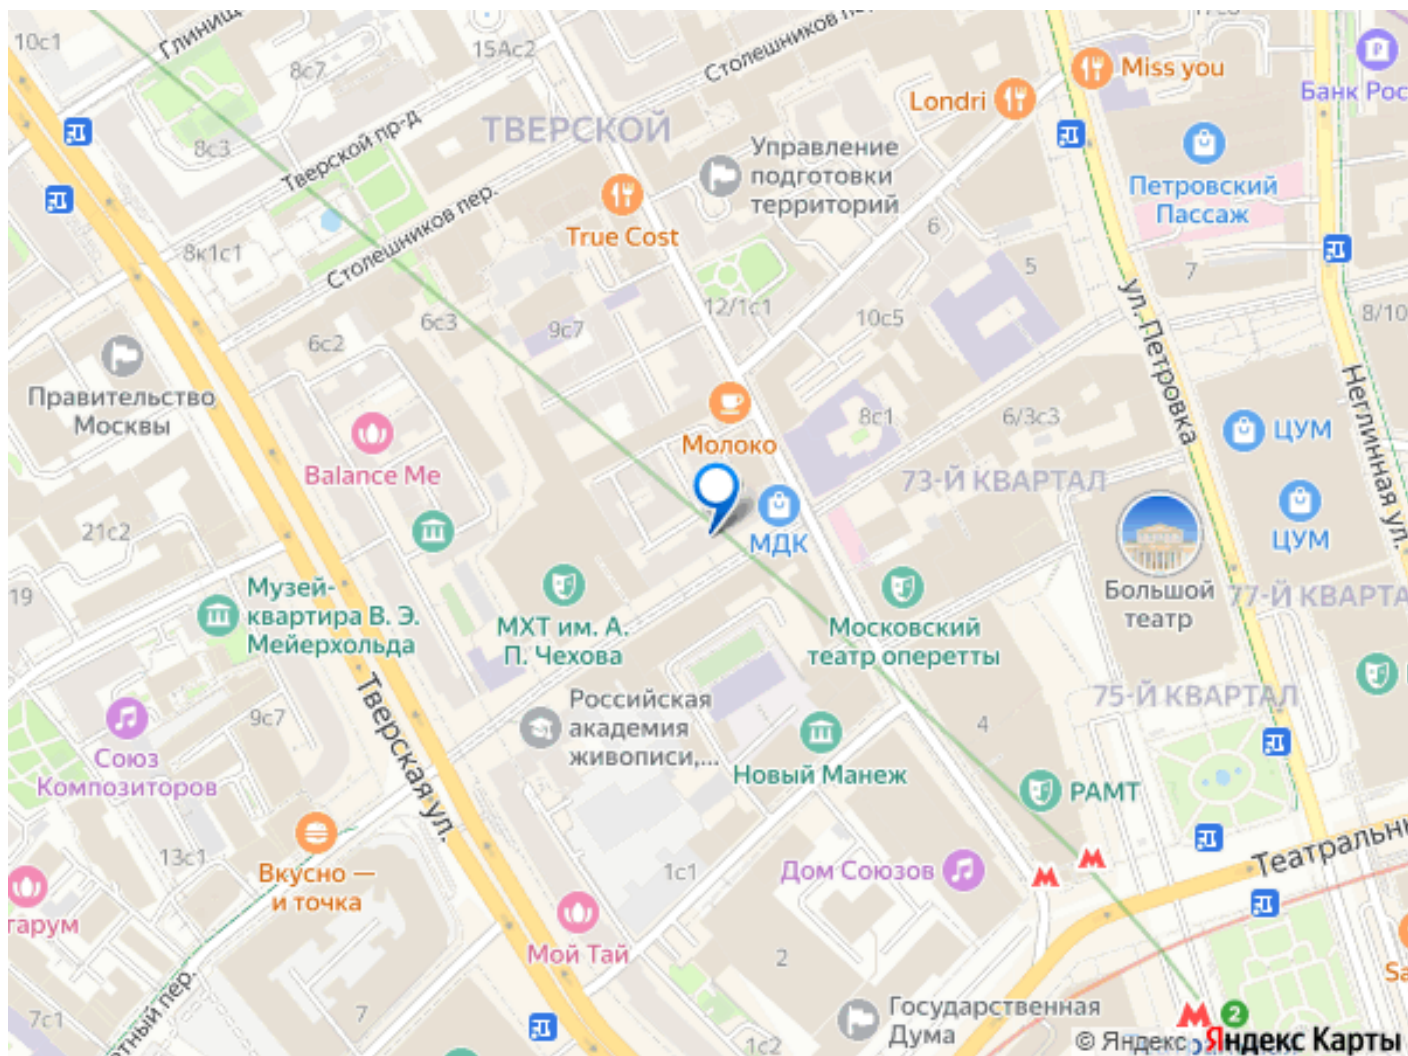 10с1
Глинищ
8с7
15Ас2
Столешников пе
Miss you
Londri
Банк Рос
8с3
Тверской пр-д
ТВЕРСКОЙ
Управление
подготовки
территорий
Петровский
Пассаж
True Cost
Столешников пер.
8к1с1
6
5
7
ул. Петровка
6с3
6с2
9с7
12/1с1
10с5
8/10
Правительство
Москвы
Неглинная ул.
Молоко
8с1
6/3с3
ЦУМ
Balance Me
73-Й КВАРТАЛ
21с2
МДК
ЦУМ
Большой
театр
77-Й КВАРТА
19
Музей-
квартира В. Э.
Мейерхольда
МХТ им. А.
П. Чехова
Московский
театр оперетты
75-Й КВАРТАЛ
9с7
Тверская ул.
Российская
академия
живописи,...
4
Союз
Композиторов
Новый Манеж
РАМТ
13с1
Вкусно —
и точка
1с1
Дом Союзов
Театральн
тарум
Мой Тай
2
тный пер.
7с1
7
Государственная
Дума
1с2
2
Sa
© Яндекс
Яндекс Карты